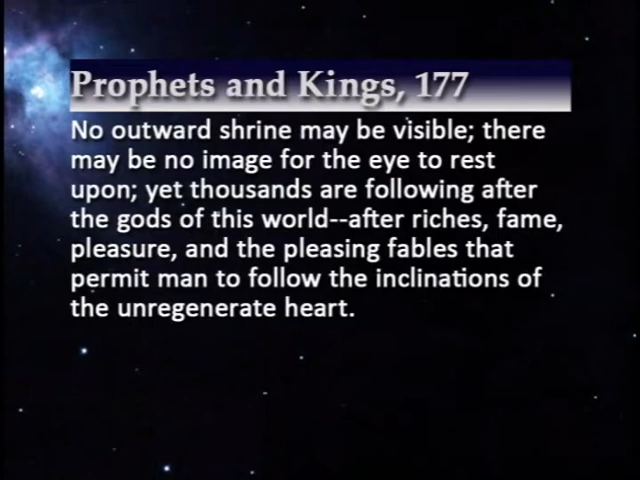 Prophets and Kings, 177
No outward shrine may be visible; there
may be no image for the eye to rest
upon; yet thousands are following after
the gods of this world--after riches, fame,
pleasure, and the pleasing fables that
permit man to follow the inclinations of
the unregenerate heart.